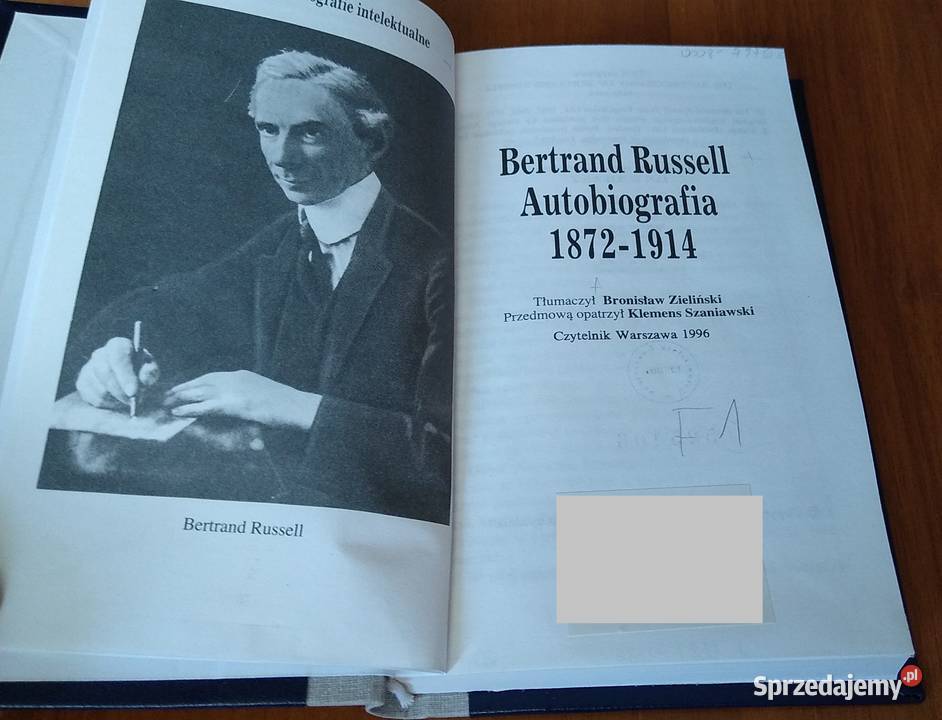 grafie intelektualne
Bertrand Russell
Bertrand Russell
Autobiografia
1872-1914
Tłumaczył Bronisław Zieliński
Przedmową opatrzył Klemens Szaniawski
Czytelnik Warszawa 1996
F1
Sprzedajemy.pl